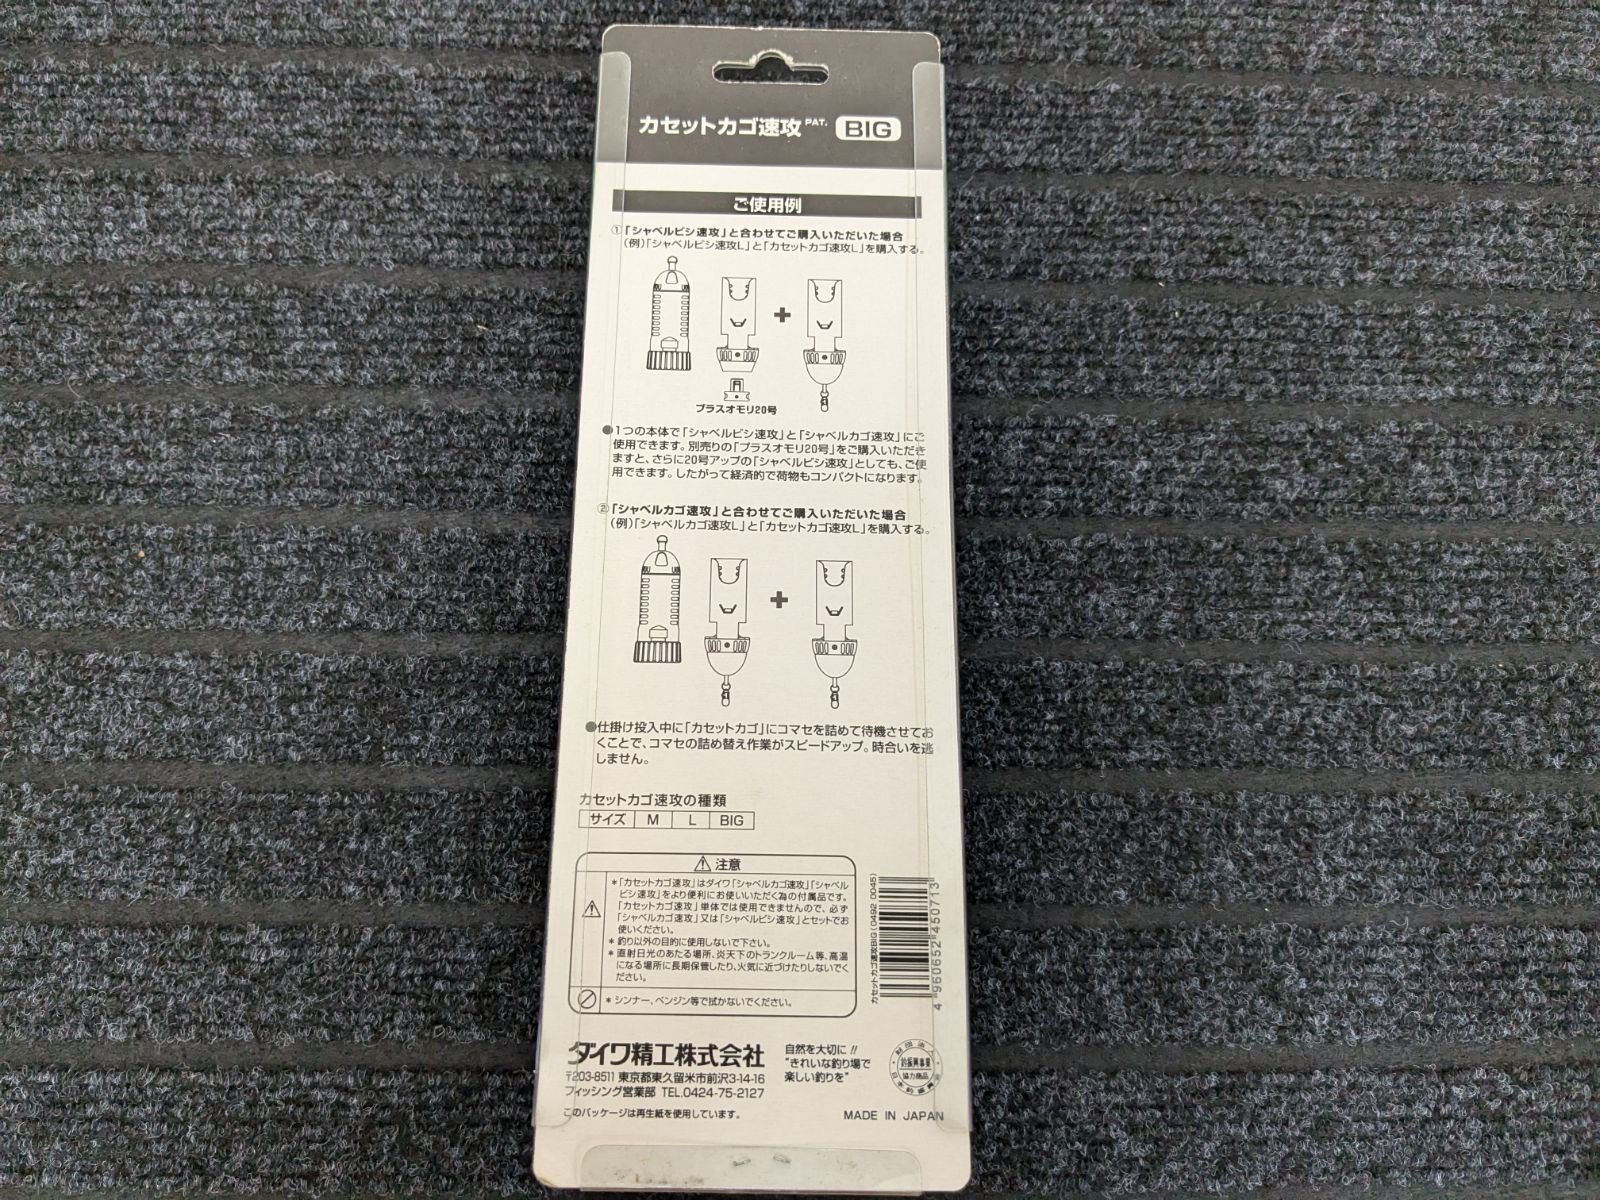 カセットカゴ速攻 PAT. BIG
ご使用例
①「シャベルビシ速攻」と合わせてご購入いただいた場合
(例)「シャベルビシ速攻L」と「カセットカゴ速攻L」を購入する。
+
プラスオモリ20号
●1つの本体で「シャベルビシ速攻」と「シャベルカゴ速攻」にご
使用できます。別売りの「プラスオモリ20号」をご購入いただき
ますと、さらに20号アップの「シャベルビシ速攻」としても、ご使
用できます。したがって経済的で荷物もコンパクトになります。
②「シャベルカゴ速攻」と合わせてご購入いただいた場合
(例)「シャベルカゴ速攻L」と「カセットカゴ速攻L」を購入する。
+
●仕掛け投入中に「カセットカゴ」にコマセを詰めて待機させてお
くことで、コマセの詰め替え作業がスピードアップ。時合いを逃
しません。
カセットカゴ速攻の種類
サイズ M L BIG
⚠ 注意
*「カセットカゴ速攻」はダイワ「シャベルカゴ速攻」「シャベル
ビシ速攻」をより便利にお使いいただく為の付属品です。
「カセットカゴ速攻」単体では使用できませんので、必ず
「シャベルカゴ速攻」又は「シャベルビシ速攻」とセットでお
使いください。
*釣り以外の目的に使用しないで下さい。
*直射日光のあたる場所、炎天下のトランクルーム等、高温
になる場所に長期保管したり、火気に近づけたりしないでく
ださい。
*シンナー、ベンジン等で拭かないでください。
カセットカゴ速攻BIG(0492 0045)
4 960652 450713
ダイワ精工株式会社
〒203-8511 東京都東久留米市前沢3-14-16
フィッシング営業部 TEL.0424-75-2127
このパッケージは再生紙を使用しています。
自然を大切に!!
"きれいな釣り場で
楽しい釣りを"
釣振興事業
協力商品
MADE IN JAPAN